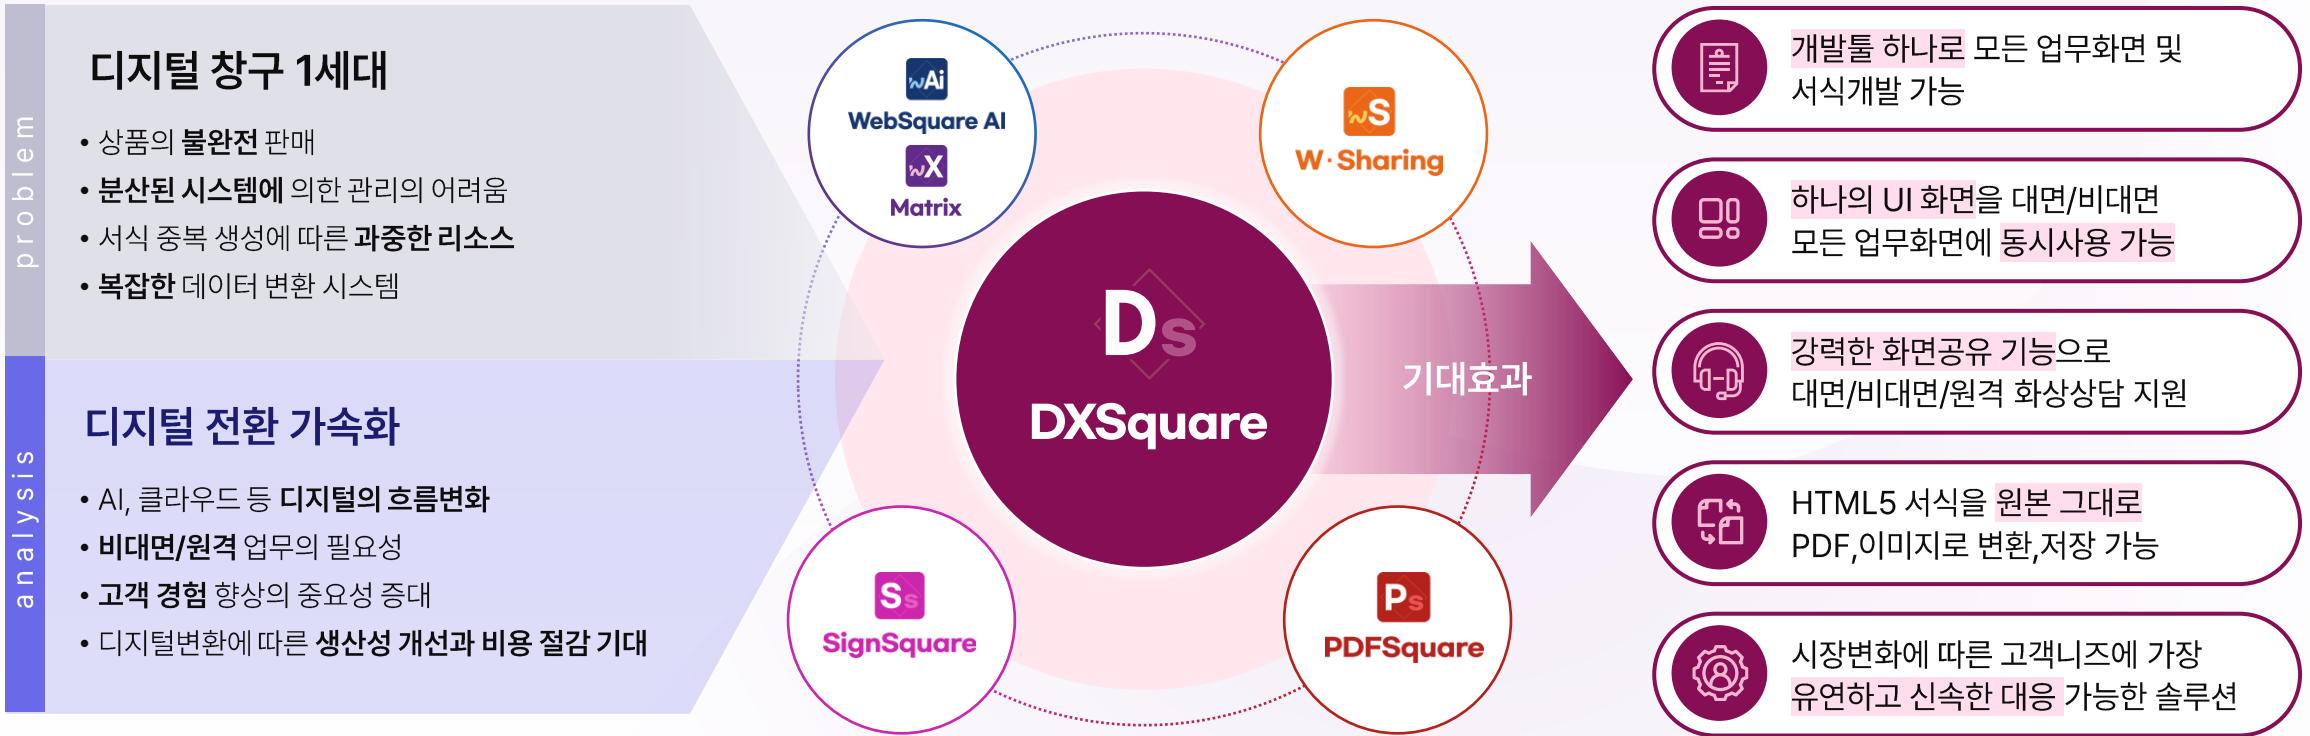 problem
디지털 창구 1세대
• 상품의 불완전 판매
• 분산된 시스템에 의한 관리의 어려움
• 서식 중복 생성에 따른 과중한 리소스
• 복잡한 데이터 변환 시스템
analysis
디지털 전환 가속화
• AI, 클라우드 등 디지털의 흐름변화
• 비대면/원격 업무의 필요성
• 고객 경험 향상의 중요성 증대
• 디지털변환에 따른 생산성 개선과 비용 절감 기대
wAi
WebSquare AI
wX
Matrix
wS
W·Sharing
Ds
DXSquare
Ss
SignSquare
Ps
PDFSquare
기대효과
개발툴 하나로 모든 업무화면 및
서식개발 가능
하나의 UI 화면을 대면/비대면
모든 업무화면에 동시사용 가능
강력한 화면공유 기능으로
대면/비대면/원격 화상상담 지원
HTML5 서식을 원본 그대로
PDF,이미지로 변환,저장 가능
시장변화에 따른 고객니즈에 가장
유연하고 신속한 대응 가능한 솔루션